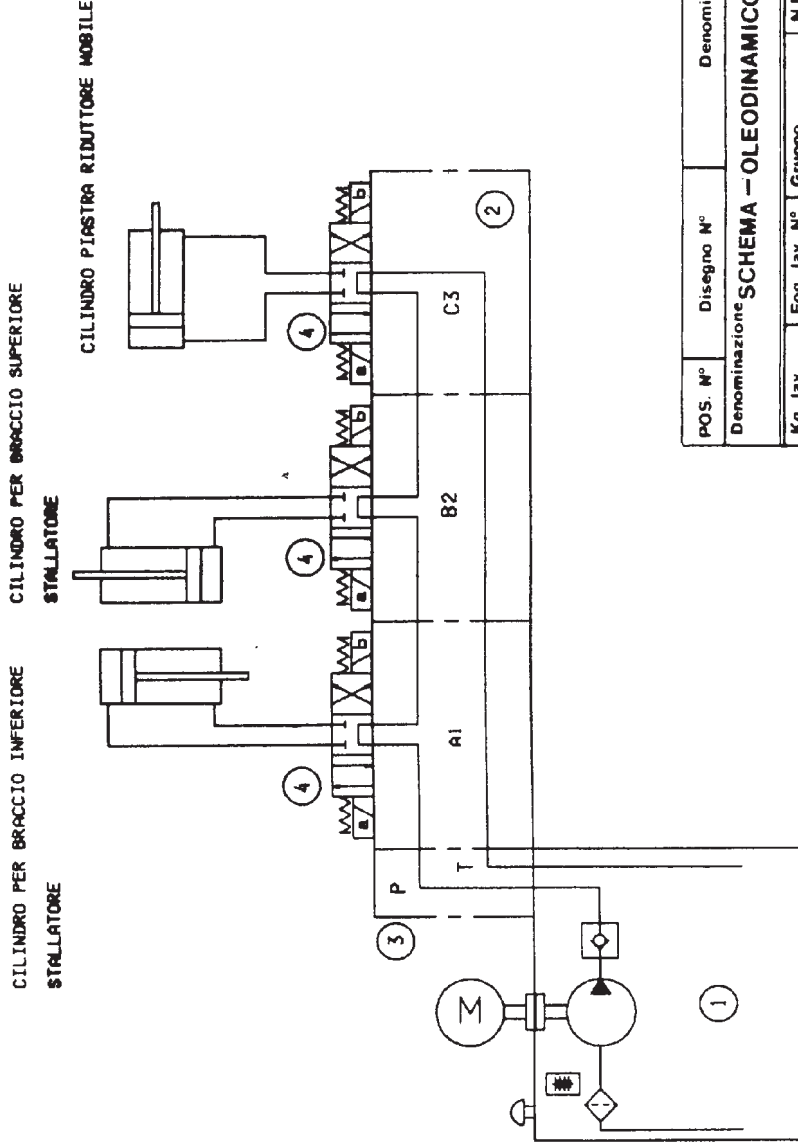 CILINDRO PER BRACCIO INFERIORE
STALLATORE
CILINDRO PER BRACCIO SUPERIORE
STALLATORE
CILINDRO PIASTRA RIDUTTORE MOBILE
4
4
4
a
b
a
b
a
b
3
P
T
A1
B2
C3
2
M
1
POS. N°
Disegno N°
Denomi
Denominazione SCHEMA — OLEODINAMICO